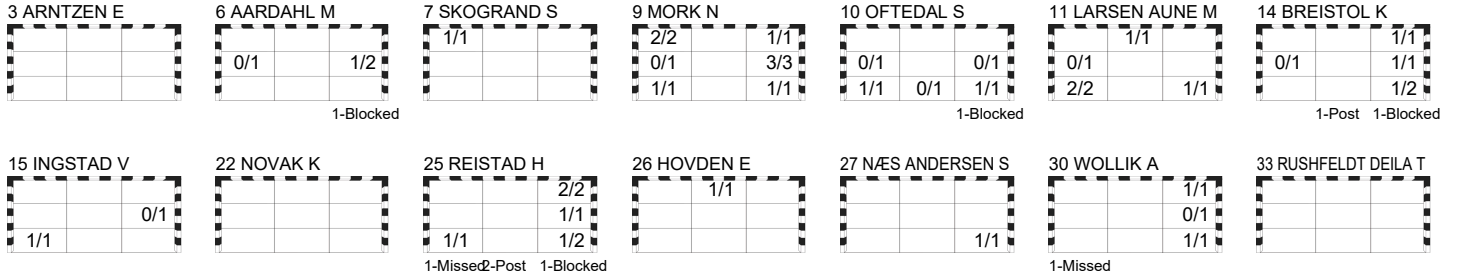 3 ARNTZEN E 6 AARDAHL M 7 SKOGRAND S 9 MORK N 10 OFTEDAL S 11 LARSEN AUNE M 14 BREISTOL K
1/1 2/2 1/1 1/1 1/1
0/1 1/2 0/1 3/3 0/1 0/1 0/1 0/1 1/1
1/1 1/1 1/1 0/1 1/1 2/2 1/1 1/2
1-Blocked 1-Blocked 1-Post 1-Blocked
15 INGSTAD V 22 NOVAK K 25 REISTAD H 26 HOVDEN E 27 NÆS ANDERSEN S 30 WOLLIK A 33 RUSHFELDT DEILA T
2/2 1/1 1/1
0/1 1/1 0/1
1/1 1/1 1/2 1/1 1/1
1-Missed 2-Post 1-Blocked 1-Missed